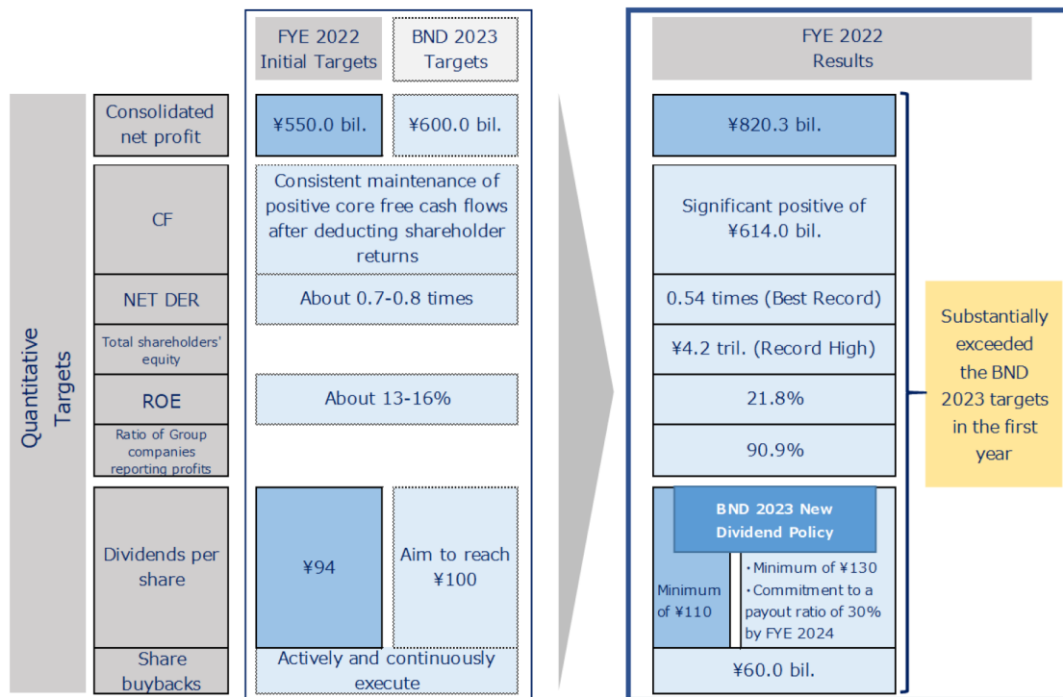 FYE 2022
Initial Targets
BND 2023
Targets
FYE 2022
Results
Quantitative
Targets
Consolidated
net profit
¥550.0 bil.
¥600.0 bil.
¥820.3 bil.
CF
Consistent maintenance of
positive core free cash flows
after deducting shareholder
returns
Significant positive of
¥614.0 bil.
NET DER
About 0.7-0.8 times
0.54 times (Best Record)
Total shareholders'
equity
¥4.2 tril. (Record High)
ROE
About 13-16%
21.8%
Ratio of Group
companies
reporting profits
90.9%
Dividends per
share
¥94
Aim to reach
¥100
BND 2023 New
Dividend Policy
Minimum
of ¥110
・Minimum of ¥130
・Commitment to a
payout ratio of 30%
by FYE 2024
Share
buybacks
Actively and continuously
execute
¥60.0 bil.
Substantially
exceeded
the BND
2023 targets
in the first
year